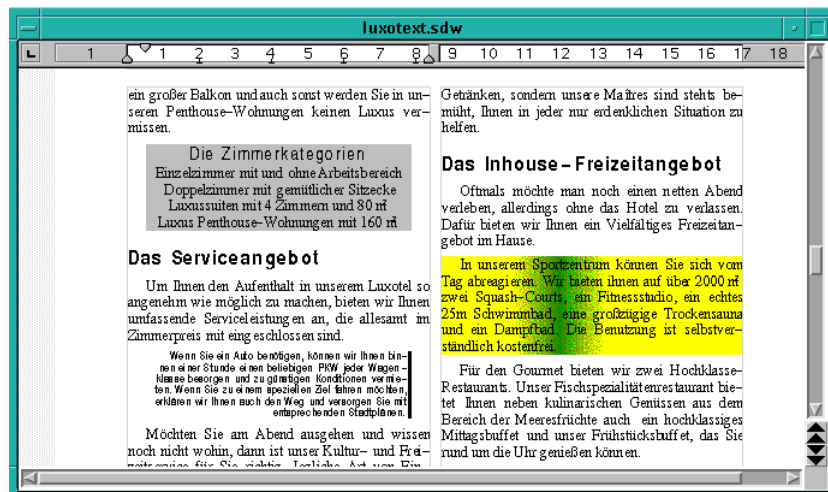 luxotext.sdw
1 1 2 3 4 5 6 7 8 9 10 11 12 13 14 15 16 17 18
ein großer Balkon und auch sonst werden Sie in un–
seren Penthouse–Wohnungen keinen Luxus ver–
missen.
Die Zimmerkategorien
Einzelzimmer mit und ohne Arbeitsbereich
Doppelzimmer mit gemütlicher Sitzecke
Luxussuiten mit 4 Zimmern und 80 m²
Luxus Penthouse–Wohnungen mit 160 m²
Das Serviceangebot
Um Ihnen den Aufenthalt in unserem Luxotel so
angenehm wie möglich zu machen, bieten wir Ihnen
umfassende Serviceleistungen an, die allesamt im
Zimmerpreis mit eingeschlossen sind.
Wenn Sie ein Auto benötigen, können wir Ihnen bin–
nen einer Stunde einen beliebigen PKW jeder Wagen–
klasse besorgen und zu günstigen Konditionen vermie–
ten. Wenn Sie zu einem speziellen Ziel fahren möchten,
erklären wir Ihnen auch den Weg und versorgen Sie mit
entsprechenden Stadtplänen.
Möchten Sie am Abend ausgehen und wissen
noch nicht wohin, dann ist unser Kultur– und Frei–
zeitservice für Sie richtig. Jegliche Art von Ein–
Getränken, sondern unsere Maîtres sind stehts be–
müht, Ihnen in jeder nur erdenklichen Situation zu
helfen.
Das Inhouse–Freizeitangebot
Oftmals möchte man noch einen netten Abend
verleben, allerdings ohne das Hotel zu verlassen.
Dafür bieten wir Ihnen ein Vielfältiges Freizeitan–
gebot im Hause.
In unserem Sportzentrum können Sie sich vom
Tag abreagieren. Wir bieten ihnen auf über 2000 m²
zwei Squash–Courts, ein Fitnessstudio, ein echtes
25m Schwimmbad, eine großzügige Trockensauna
und ein Dampfbad. Die Benutzung ist selbstver–
ständlich kostenfrei.
Für den Gourmet bieten wir zwei Hochklasse–
Restaurants. Unser Fischspezialitätenrestaurant bie–
tet Ihnen neben kulinarischen Genüssen aus dem
Bereich der Meeresfrüchte auch ein hochklassiges
Mittagsbuffet und unser Frühstücksbuffet, das Sie
rund um die Uhr genießen können.